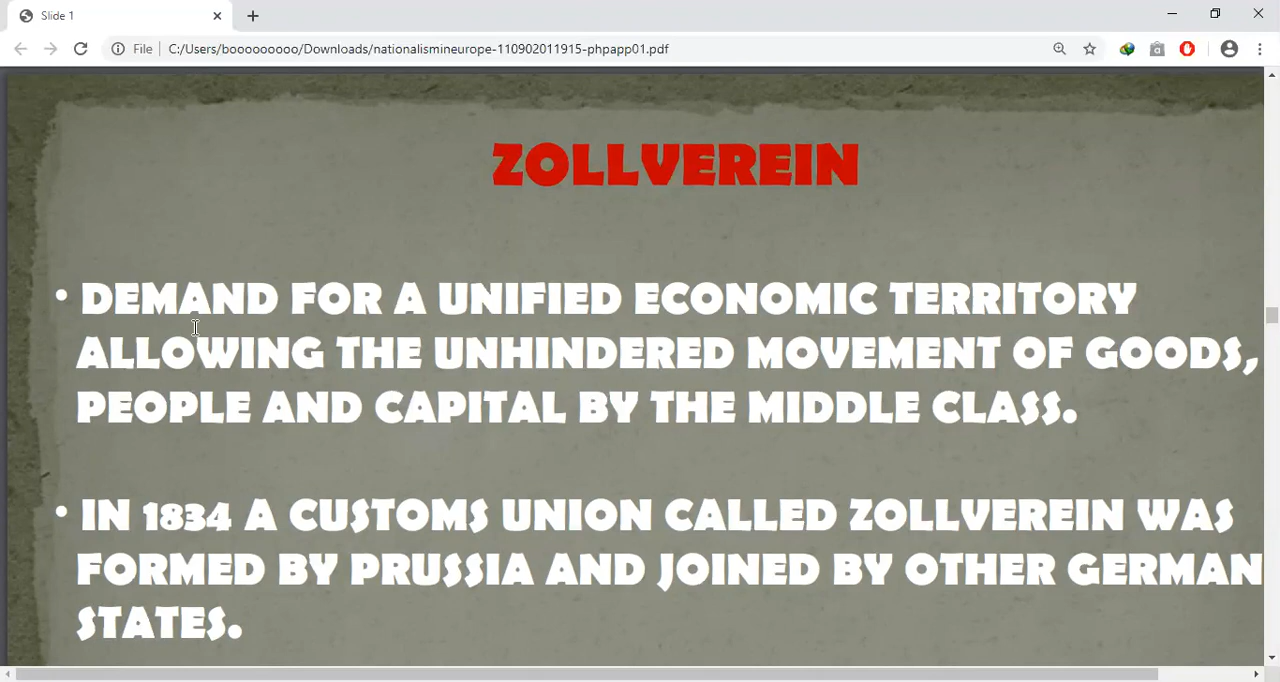 Slide 1
File C:/Users/boooooooooo/Downloads/nationalismineurope-110902011915-phpapp01.pdf
ZOLLVEREIN
• DEMAND FOR A UNIFIED ECONOMIC TERRITORY
ALLOWING THE UNHINDERED MOVEMENT OF GOODS,
PEOPLE AND CAPITAL BY THE MIDDLE CLASS.
• IN 1834 A CUSTOMS UNION CALLED ZOLLVEREIN WAS
FORMED BY PRUSSIA AND JOINED BY OTHER GERMAN
STATES.